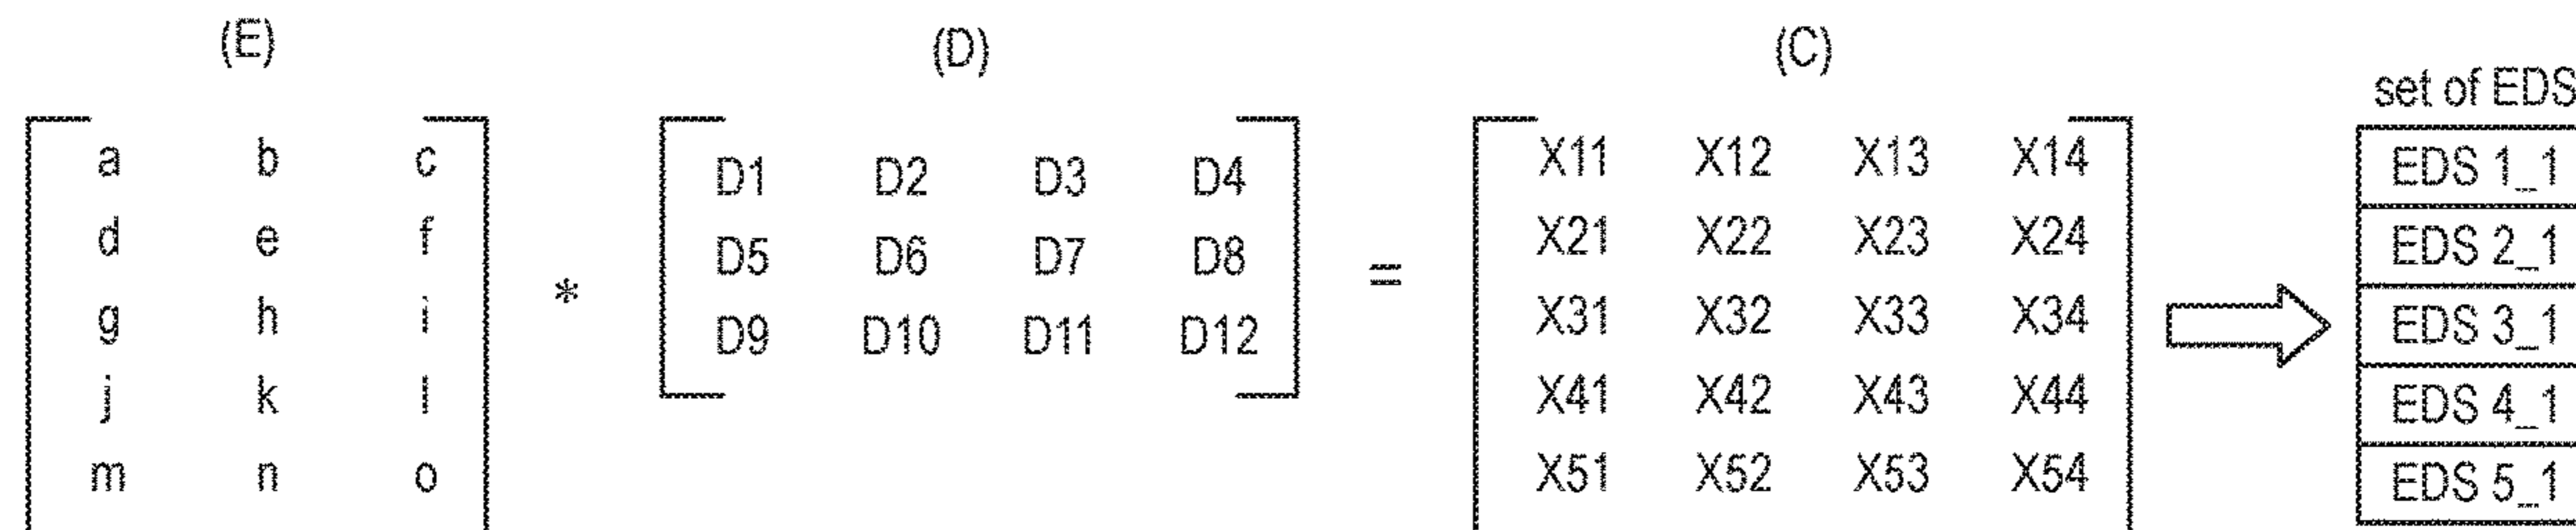 (E) (D) (C)
set of EDS
a b c
d e f
g h i
j k l
m n o
*
D1 D2 D3 D4
D5 D6 D7 D8
D9 D10 D11 D12
=
X11 X12 X13 X14
X21 X22 X23 X24
X31 X32 X33 X34
X41 X42 X43 X44
X51 X52 X53 X54
EDS 1_1
EDS 2_1
EDS 3_1
EDS 4_1
EDS 5_1